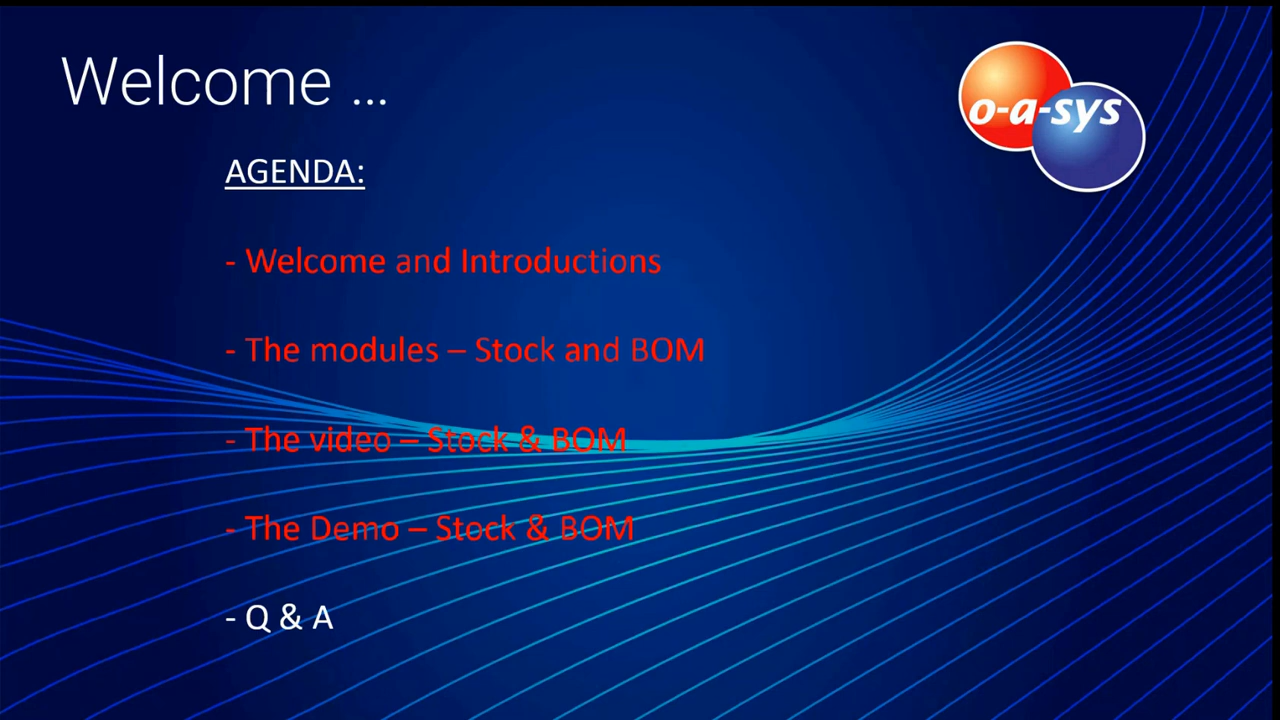 Welcome ...
o-a-sys
AGENDA:
- Welcome and Introductions
- The modules – Stock and BOM
- The video – Stock & BOM
- The Demo – Stock & BOM
- Q & A